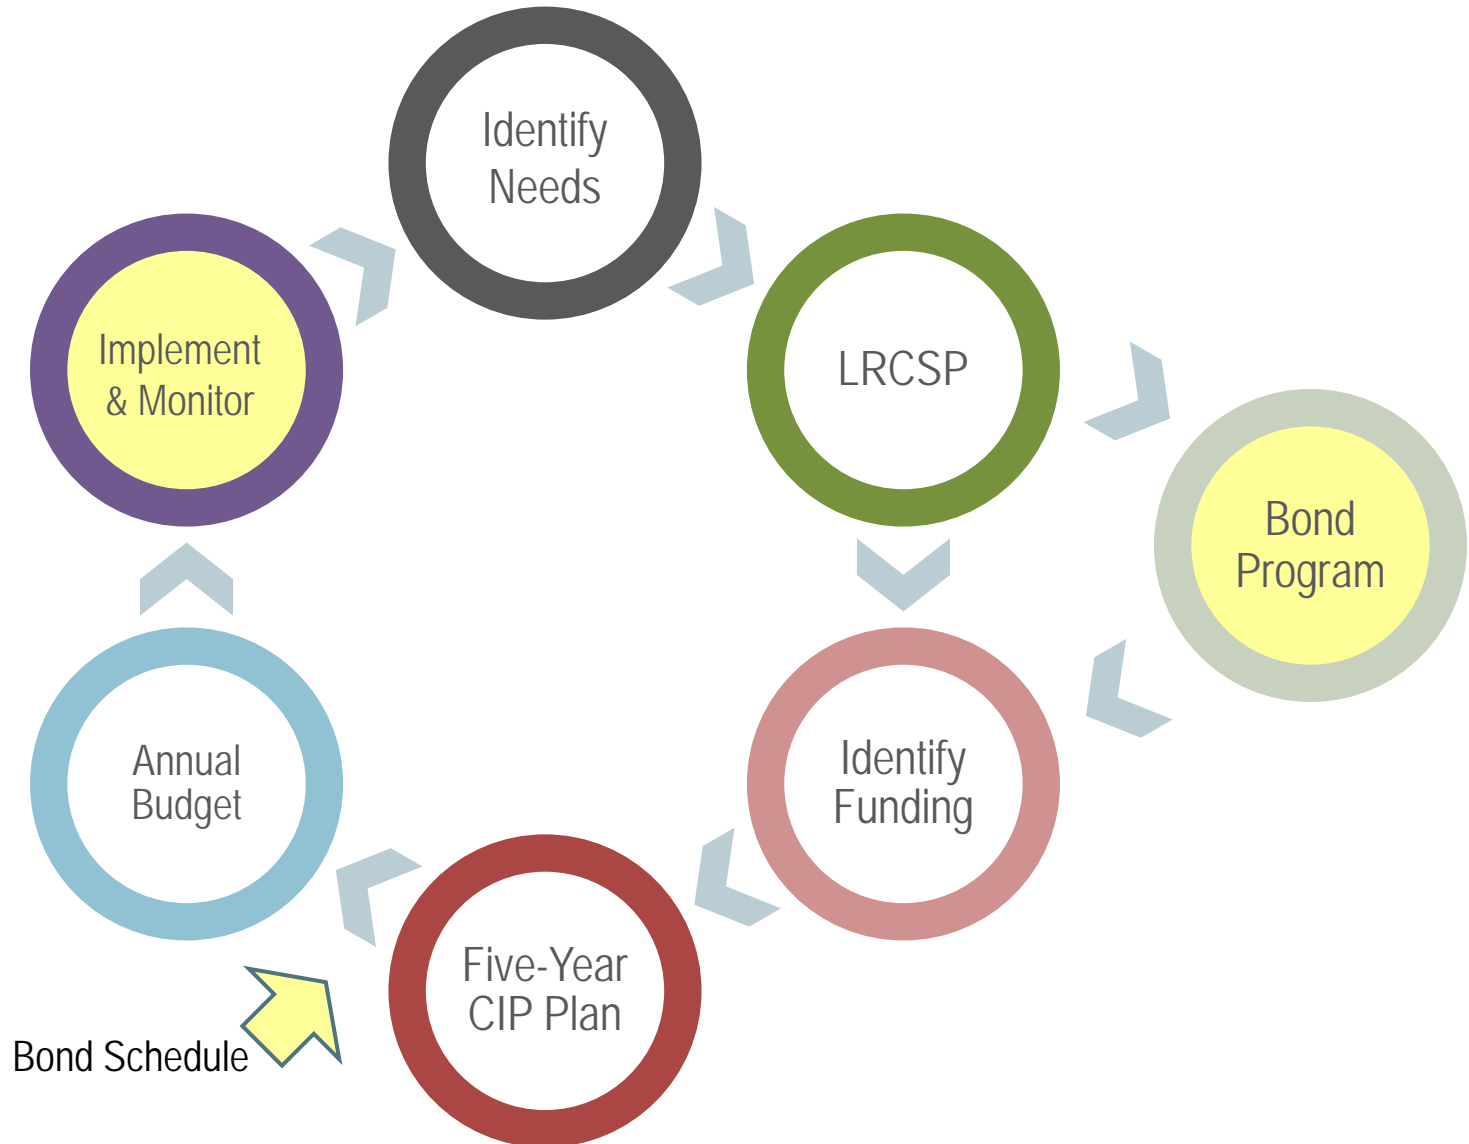 Identify
Needs
LRCSP
Bond
Program
Identify
Funding
Five-Year
CIP Plan
Annual
Budget
Implement
& Monitor
Bond Schedule